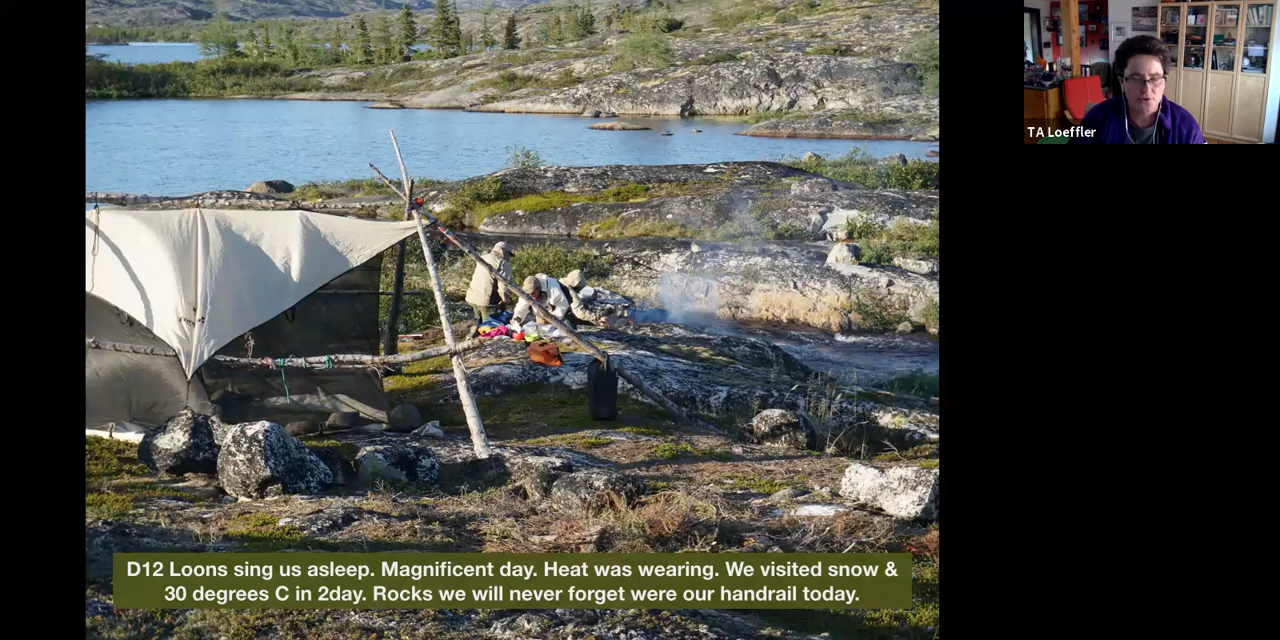 TA Loeffler
D12 Loons sing us asleep. Magnificent day. Heat was wearing. We visited snow &
30 degrees C in 2day. Rocks we will never forget were our handrail today.